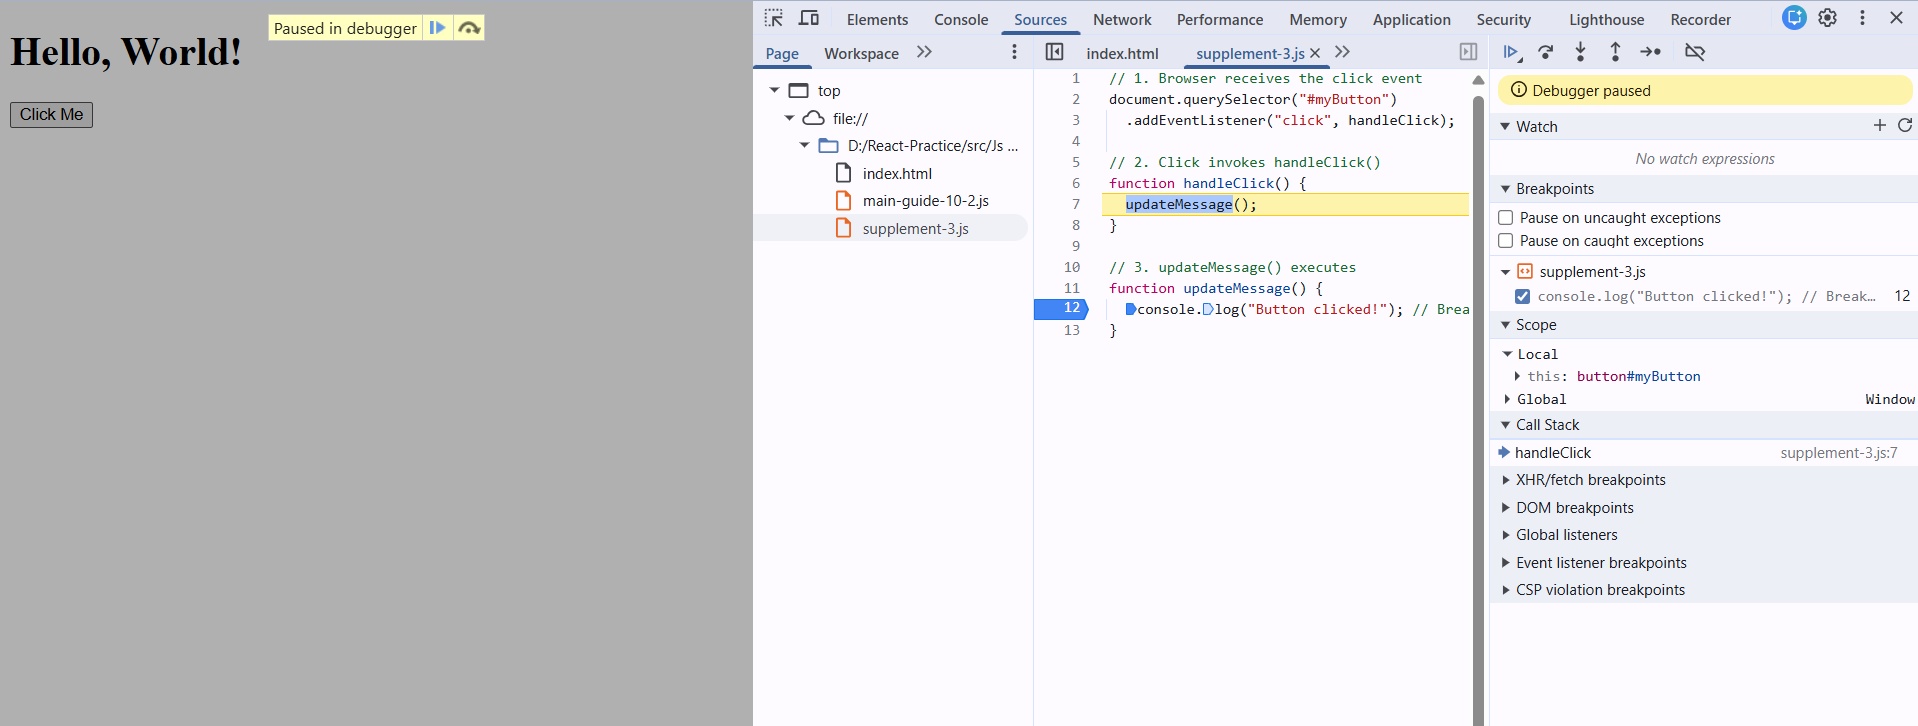 Paused in debugger
Hello, World!
Click Me
Elements Console Sources Network Performance Memory Application Security Lighthouse Recorder
Page Workspace
index.html supplement-3.js
top
file://
D:/React-Practice/src/Js ...
index.html
main-guide-10-2.js
supplement-3.js
1 // 1. Browser receives the click event
2 document.querySelector("#myButton")
3 .addEventListener("click", handleClick);
4
5 // 2. Click invokes handleClick()
6 function handleClick() {
7 updateMessage();
8 }
9
10 // 3. updateMessage() executes
11 function updateMessage() {
12 console.log("Button clicked!"); // Brea
13 }
Debugger paused
Watch
No watch expressions
Breakpoints
Pause on uncaught exceptions
Pause on caught exceptions
supplement-3.js
console.log("Button clicked!"); // Break… 12
Scope
Local
this: button#myButton
Global Window
Call Stack
handleClick supplement-3.js:7
XHR/fetch breakpoints
DOM breakpoints
Global listeners
Event listener breakpoints
CSP violation breakpoints